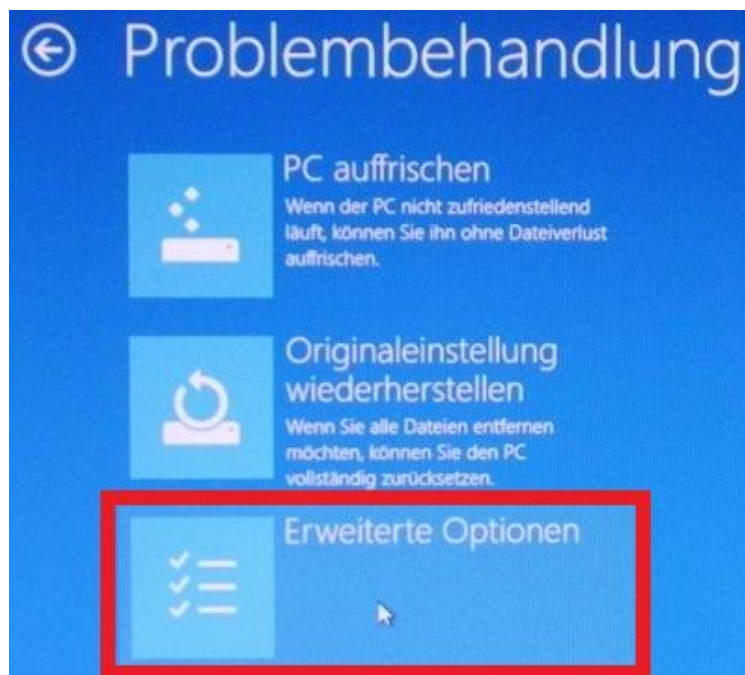 Problembehandlung
PC auffrischen
Wenn der PC nicht zufriedenstellend
läuft, können Sie ihn ohne Dateiverlust
auffrischen.
Originaleinstellung
wiederherstellen
Wenn Sie alle Dateien entfernen
möchten, können Sie den PC
vollständig zurücksetzen.
Erweiterte Optionen